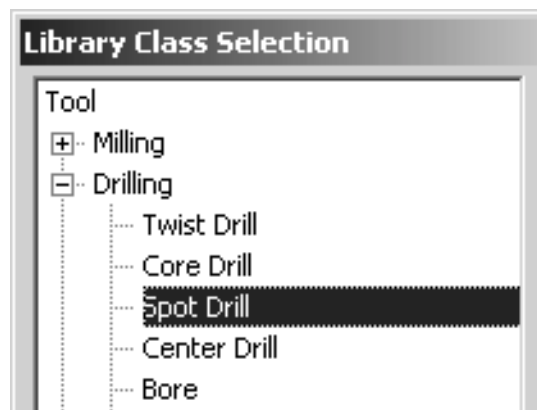 Library Class Selection
Tool
Milling
Drilling
Twist Drill
Core Drill
Spot Drill
Center Drill
Bore